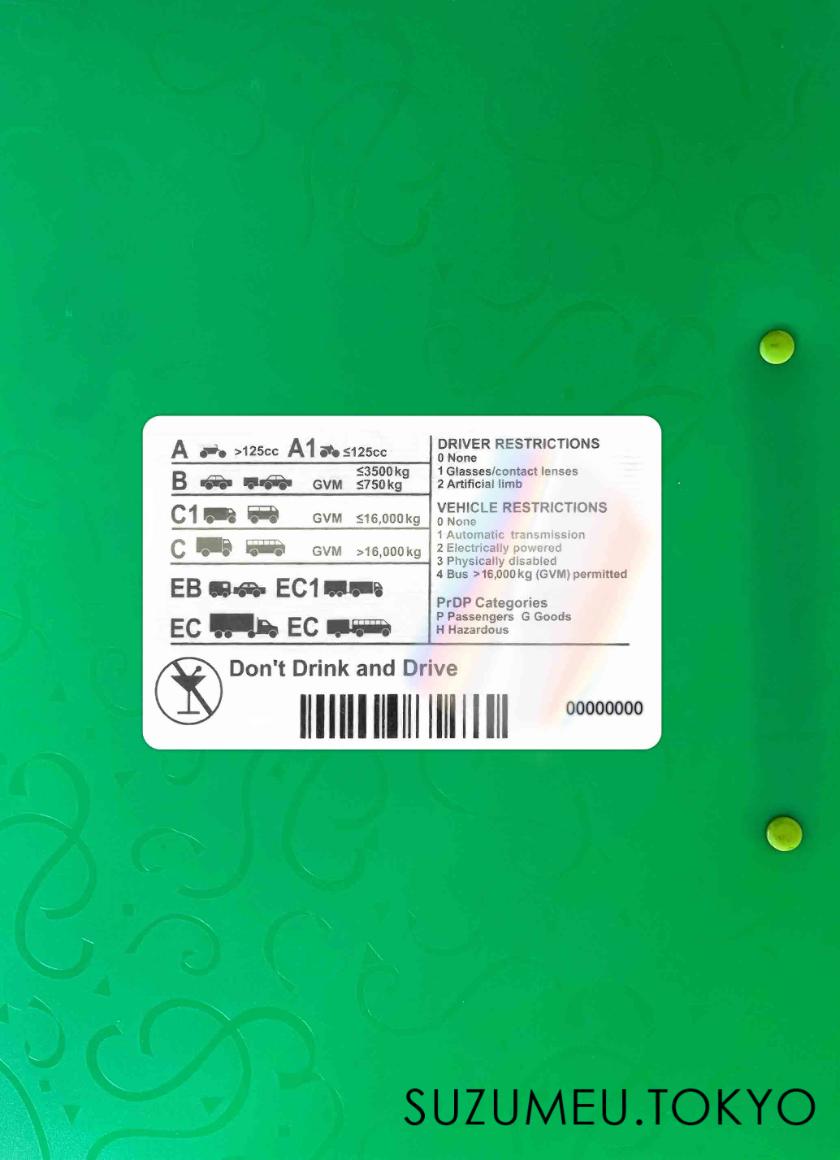 A >125cc A1 ≤125cc
B GVM ≤3500kg ≤750kg
C1 GVM ≤16,000kg
C GVM >16,000kg
EB EC1
EC EC
DRIVER RESTRICTIONS
0 None
1 Glasses/contact lenses
2 Artificial limb
VEHICLE RESTRICTIONS
0 None
1 Automatic transmission
2 Electrically powered
3 Physically disabled
4 Bus >16,000kg (GVM) permitted
PrDP Categories
P Passengers G Goods
H Hazardous
Don't Drink and Drive
00000000
SUZUMEU.TOKYO